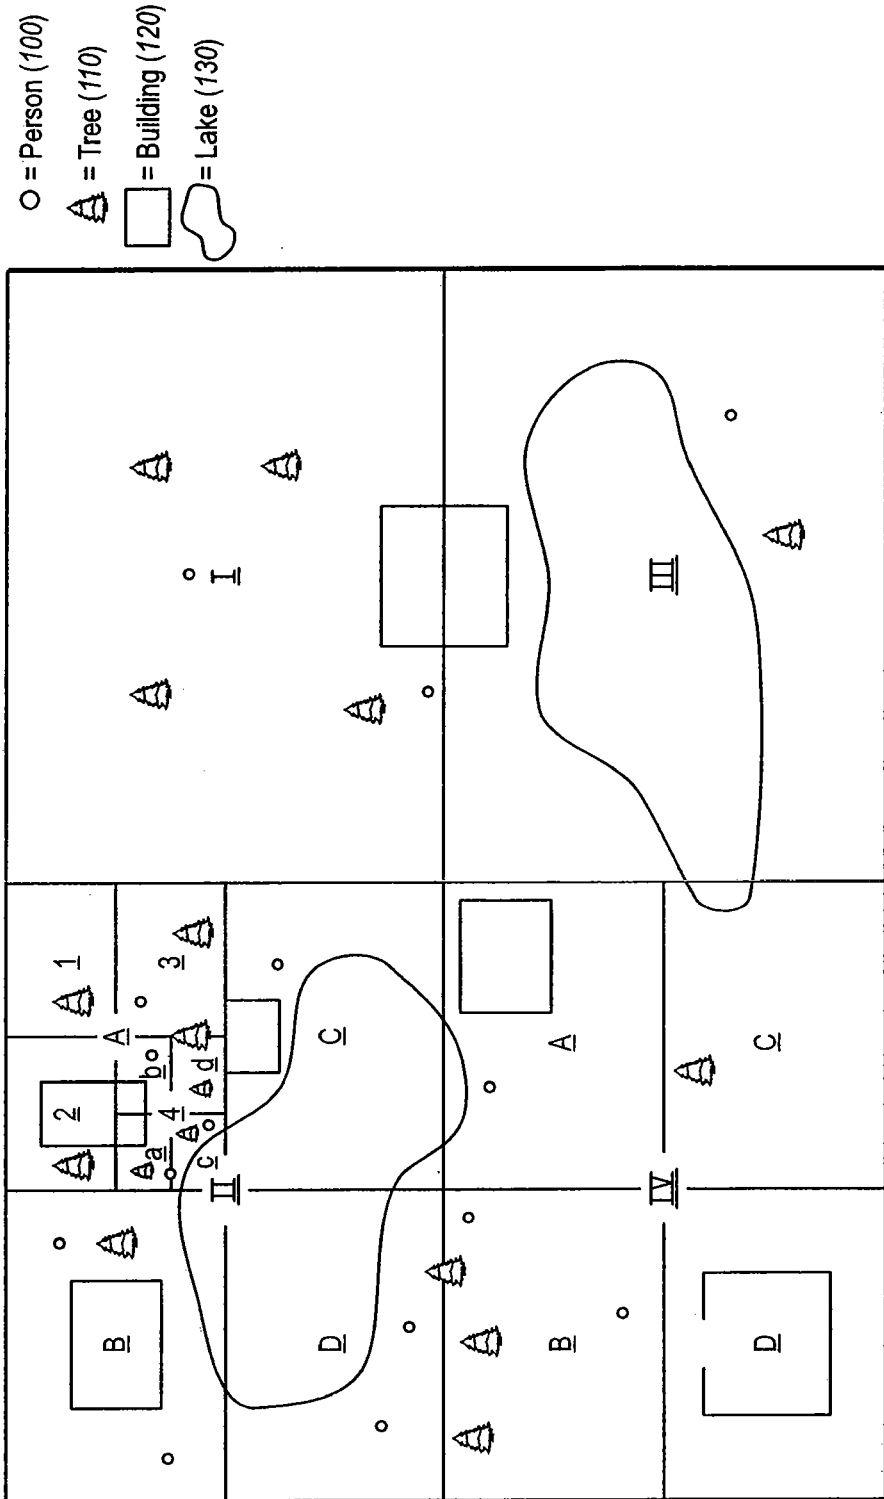 = Person (100)
= Tree (110)
= Building (120)
= Lake (130)
2 1
B A
a b
4 3
c d
II I
D C
B A
IV III
D C